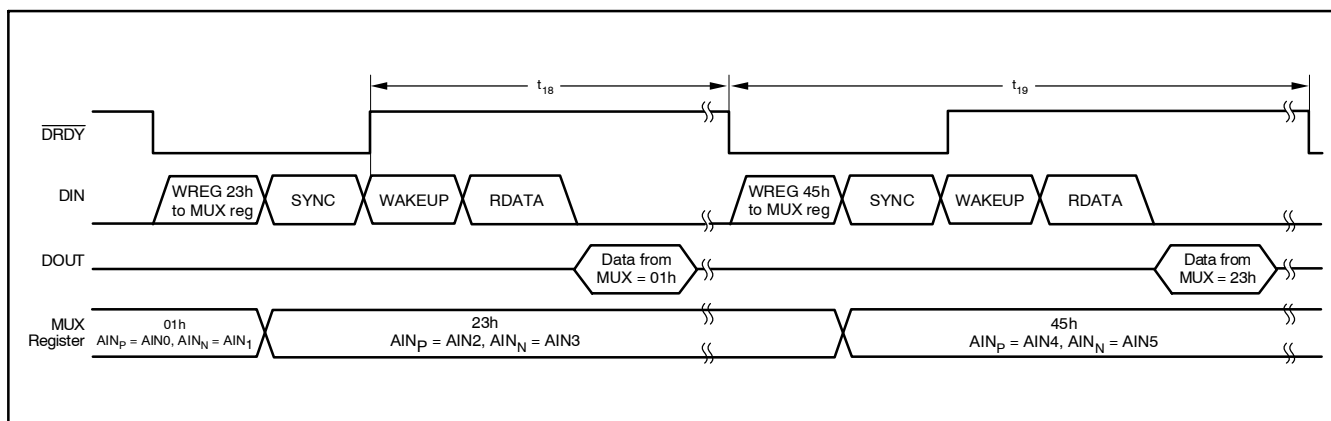 t18
t19
DRDY
DIN
WREG 23h
to MUX reg
SYNC
WAKEUP
RDATA
WREG 45h
to MUX reg
SYNC
WAKEUP
RDATA
DOUT
Data from
MUX = 01h
Data from
MUX = 23h
MUX
Register
01h
AINP = AIN0, AINN = AIN1
23h
AINP = AIN2, AINN = AIN3
45h
AINP = AIN4, AINN = AIN5